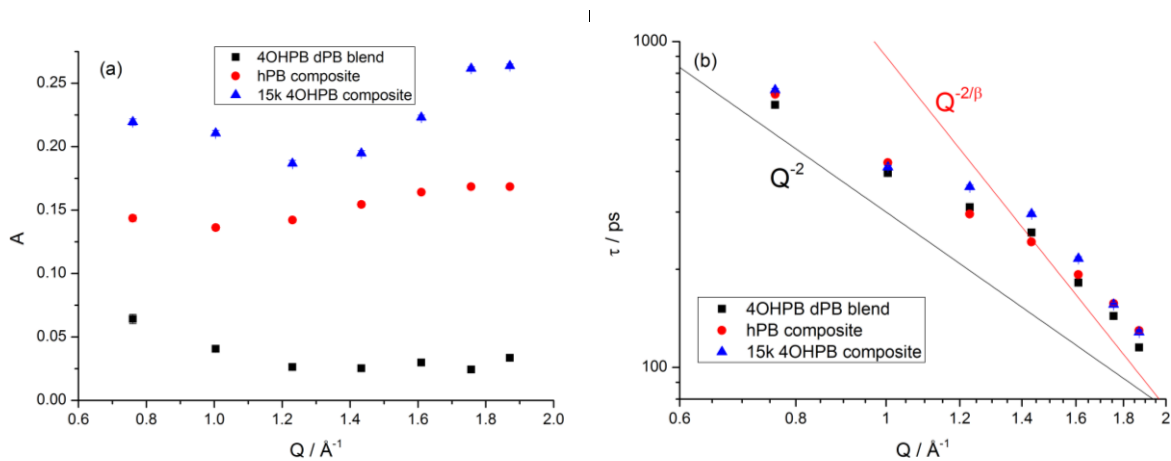 (a)
4OHPB dPB blend
hPB composite
15k 4OHPB composite
0.25
0.20
0.15
0.10
0.05
0.00
A
0.6 0.8 1.0 1.2 1.4 1.6 1.8 2.0
Q / Å⁻¹
(b)
1000
100
τ / ps
Q⁻²/ᵝ
Q⁻²
4OHPB dPB blend
hPB composite
15k 4OHPB composite
0.6 0.8 1 1.2 1.4 1.6 1.8 2
Q / Å⁻¹